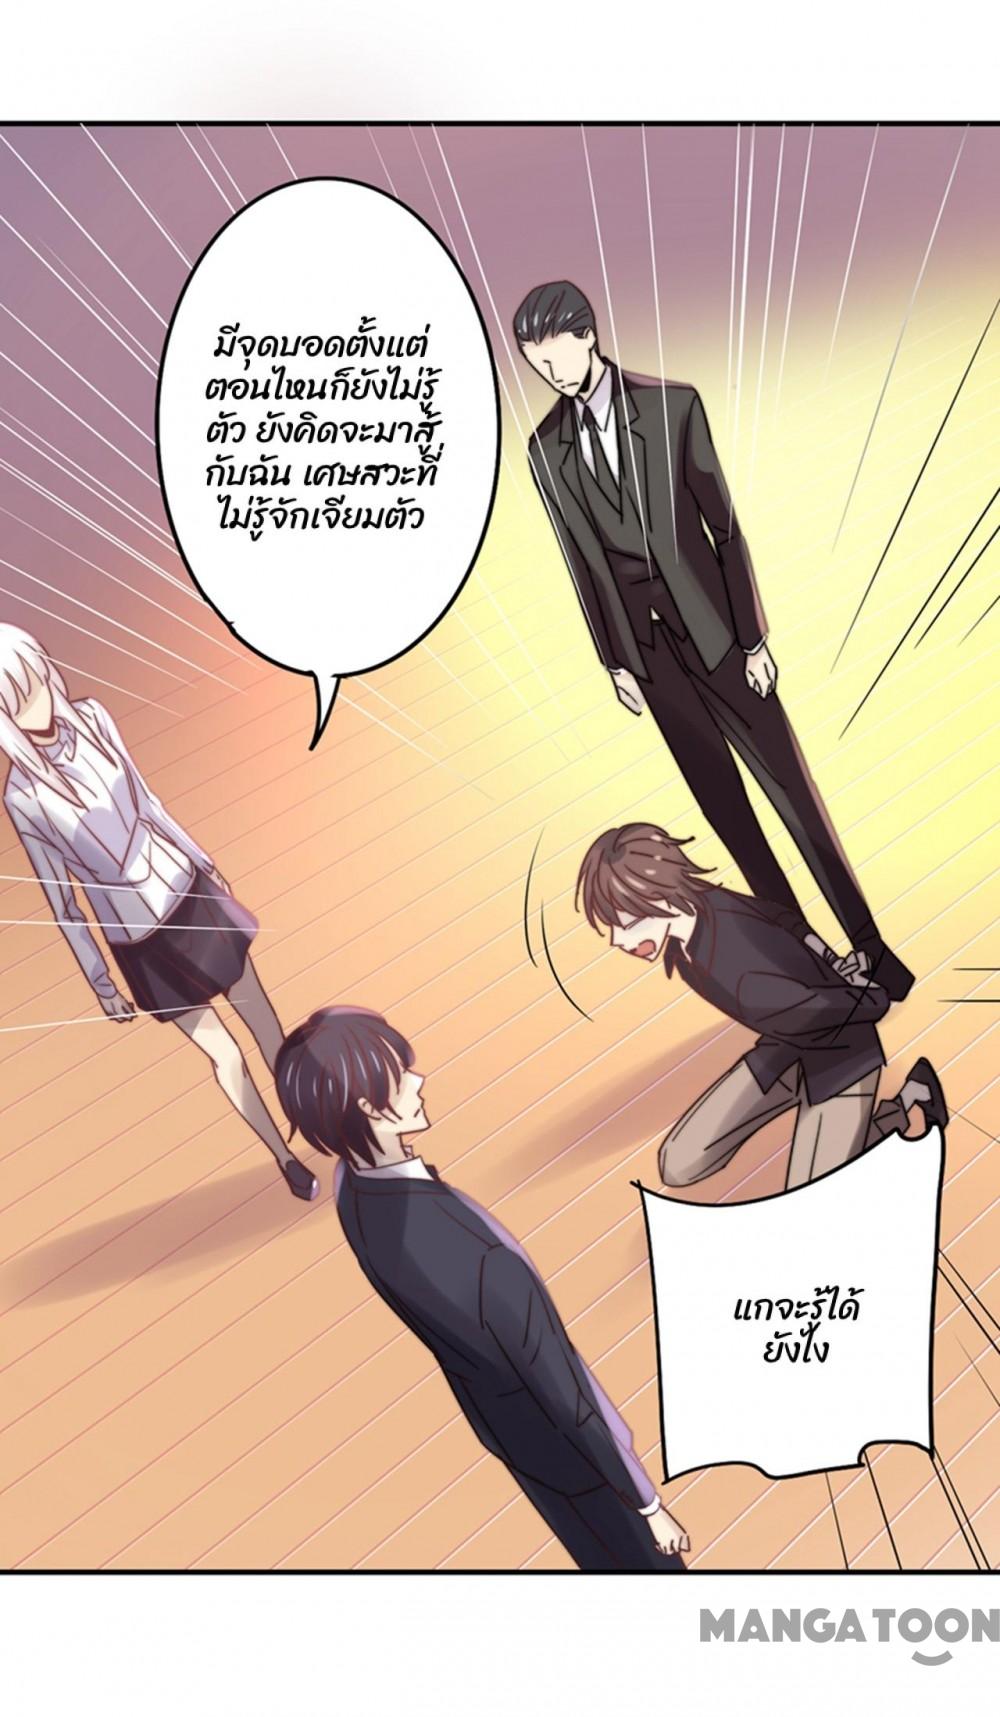 มีจุดบอดตั้งแต่
ตอนไหนก็ยังไม่รู้
ตัว ยังคิดจะมาสู้
กับฉัน เศษสวะที่
ไม่รู้จักเจียมตัว
แกจะรู้ได้
ยังไง
MANGATOON